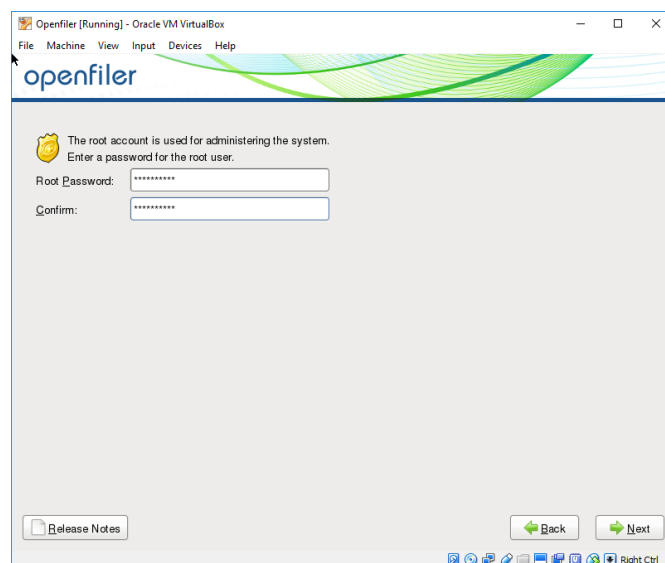 Openfiler [Running] - Oracle VM VirtualBox
File Machine View Input Devices Help
openfiler
The root account is used for administering the system.
Enter a password for the root user.
Root Password: **********
Confirm: **********
Release Notes Back Next
Right Ctrl